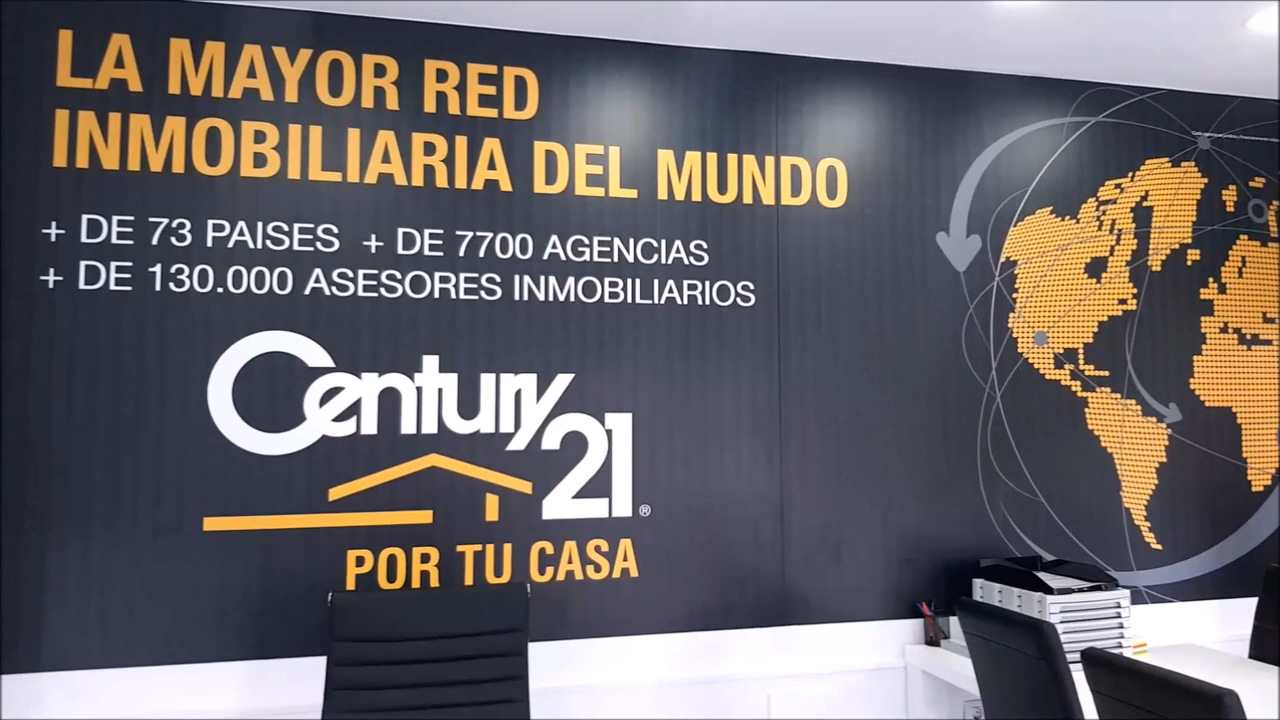 LA MAYOR RED
INMOBILIARIA DEL MUNDO
+ DE 73 PAISES + DE 7700 AGENCIAS
+ DE 130.000 ASESORES INMOBILIARIOS
Century
21®
POR TU CASA